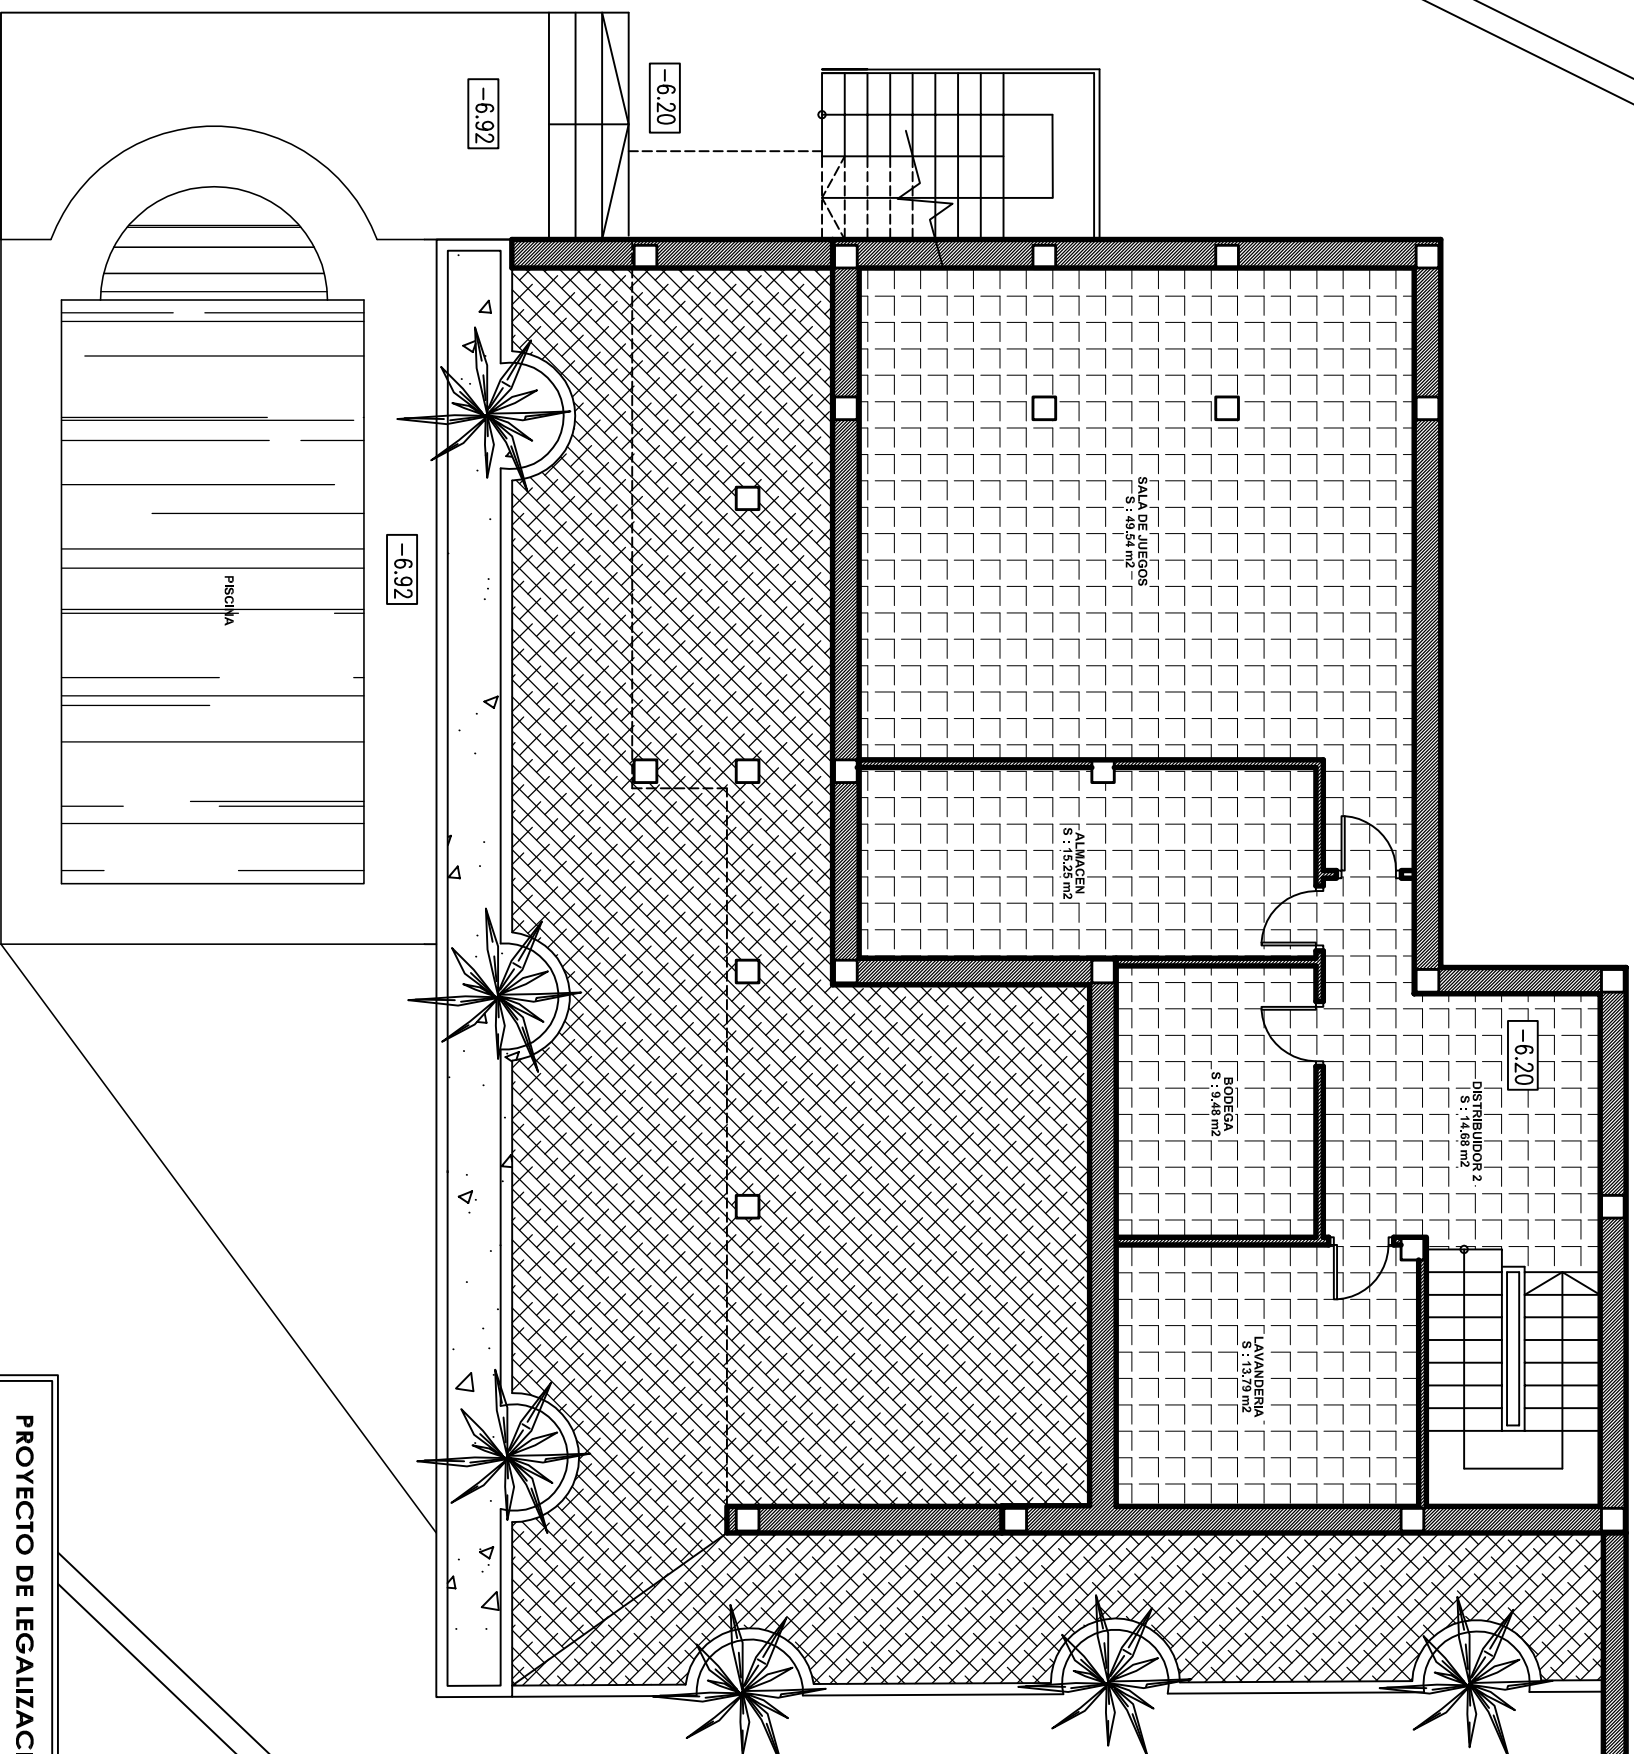 -6.20
-6.92
SALA DE JUEGOS
S : 49.54 m2
-6.92
PISCINA
ALMACEN
S : 15.25 m2
-6.20
DISTRIBUIDOR 2
S : 14.68 m2
BODEGA
S : 9.48 m2
LAVANDERIA
S : 13.79 m2
PROYECTO DE LEGALIZAC